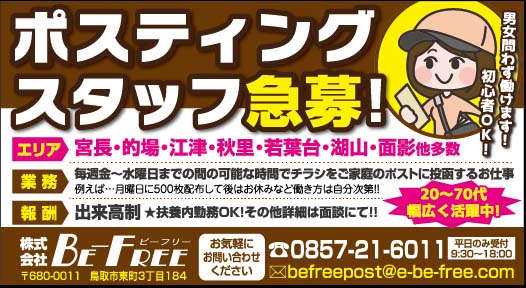 ポスティング
スタッフ急募!
男女問わず働けます!
初心者OK!
エリア 宮長・的場・江津・秋里・若葉台・湖山・面影他多数
業務 毎週金〜水曜日までの間の可能な時間でチラシをご家庭のポストに投函するお仕事
例えば…月曜日に500枚配布して後はお休みなど働き方は自分次第!!
報酬 出来高制 ★扶養内勤務OK!その他詳細は面談にて!!
20〜70代
幅広く活躍中!
株式会社 BE-FREE ビーフリー
〒680-0011 鳥取市東町3丁目184
お気軽に
お問い合わせ
ください
☎0857-21-6011 平日のみ受付
9:30〜18:00
✉befreepost@e-be-free.com